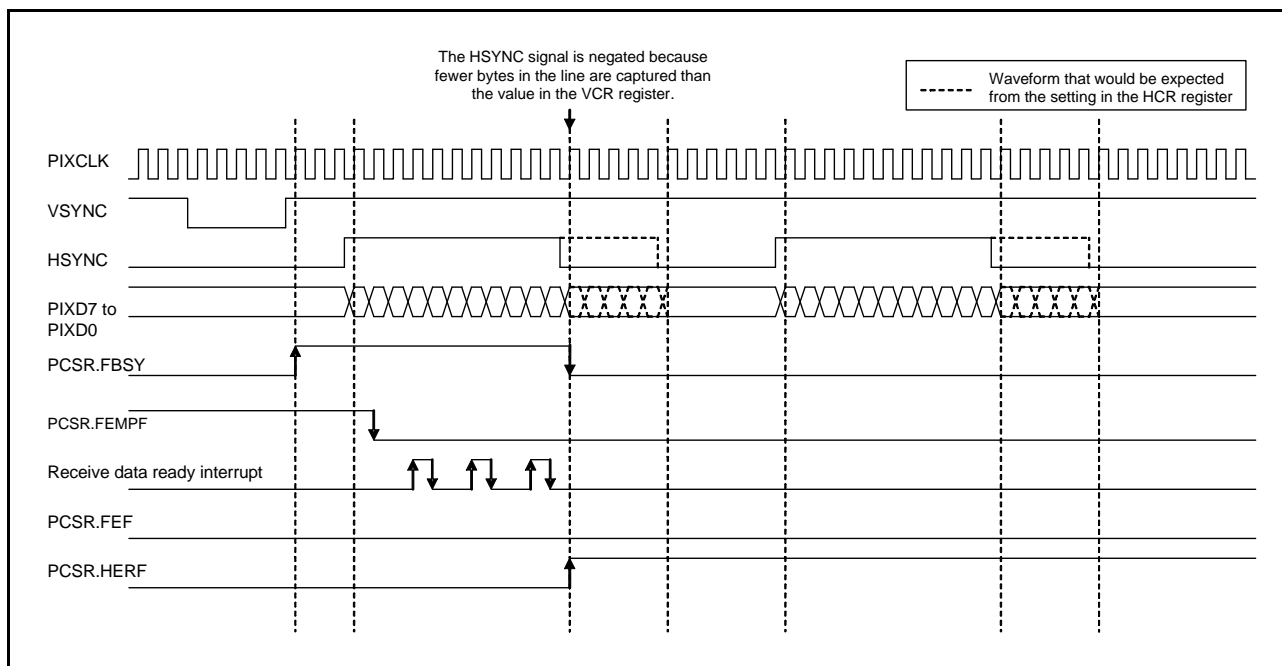 The HSYNC signal is negated because
fewer bytes in the line are captured than
the value in the VCR register.
Waveform that would be expected
from the setting in the HCR register
PIXCLK
VSYNC
HSYNC
PIXD7 to
PIXD0
PCSR.FBSY
PCSR.FEMPF
Receive data ready interrupt
PCSR.FEF
PCSR.HERF